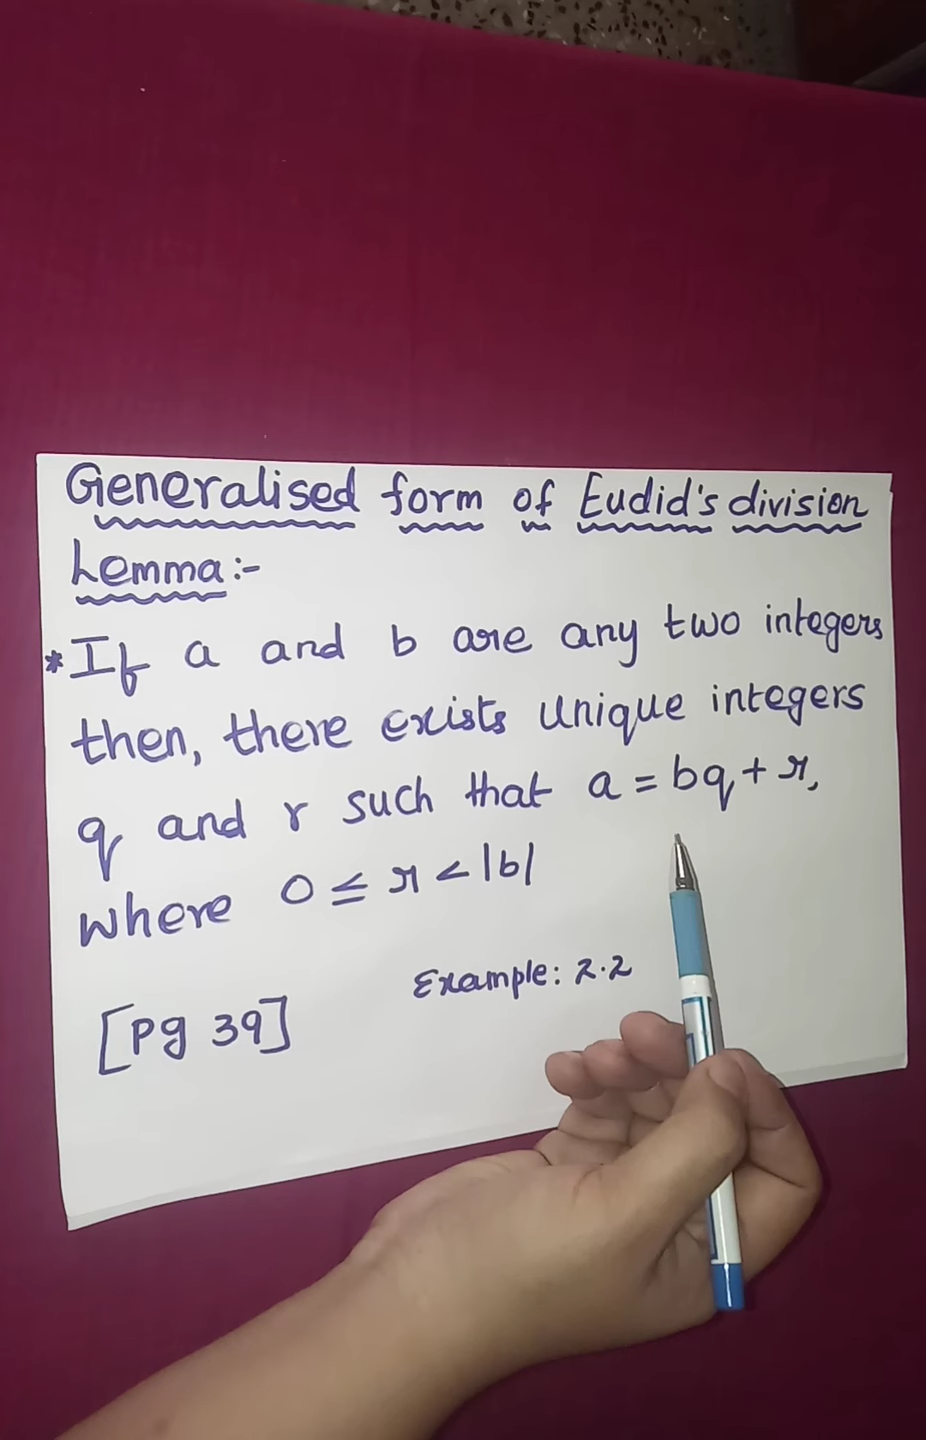 Generalised form of Euclid's division
Lemma:-
*If a and b are any two integers
then, there exists unique integers
q and r such that a = bq + r,
where 0 ≤ r < |b|
Example: 2.2
[Pg 39]